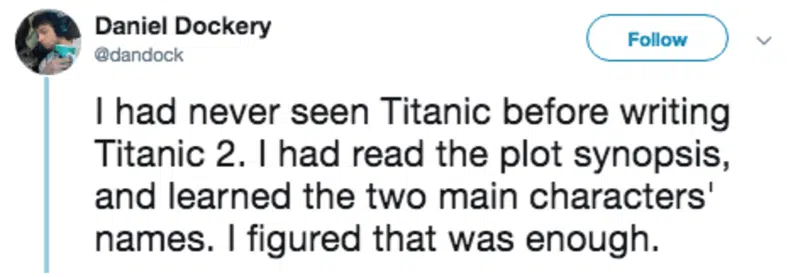 Daniel Dockery
@dandock
Follow
I had never seen Titanic before writing
Titanic 2. I had read the plot synopsis,
and learned the two main characters'
names. I figured that was enough.